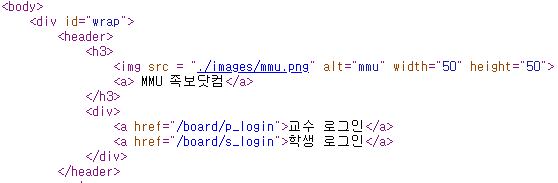 <body>
<div id="wrap">
<header>
<h3>
<img src = "./images/mmu.png" alt="mmu" width="50" height="50">
<a> MMU 족보닷컴</a>
</h3>
<div>
<a href="/board/p_login">교수 로그인</a>
<a href="/board/s_login">학생 로그인</a>
</div>
</header>